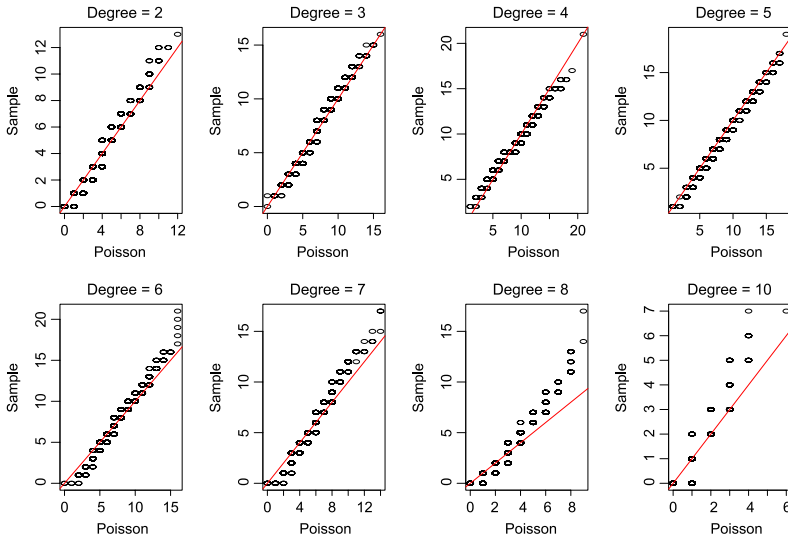 Degree = 2
Sample
0 2 4 6 8 10 12
0 2 4 6 8 12
Poisson
Degree = 3
Sample
0 5 10 15
0 5 10 15
Poisson
Degree = 4
Sample
5 10 15 20
5 10 15 20
Poisson
Degree = 5
Sample
5 10 15
5 10 15
Poisson
Degree = 6
Sample
0 5 10 15 20
0 5 10 15
Poisson
Degree = 7
Sample
0 5 10 15
0 2 4 6 8 10 14
Poisson
Degree = 8
Sample
0 5 10 15
0 2 4 6 8
Poisson
Degree = 10
Sample
0 1 2 3 4 5 6 7
0 1 2 3 4 5 6
Poisson